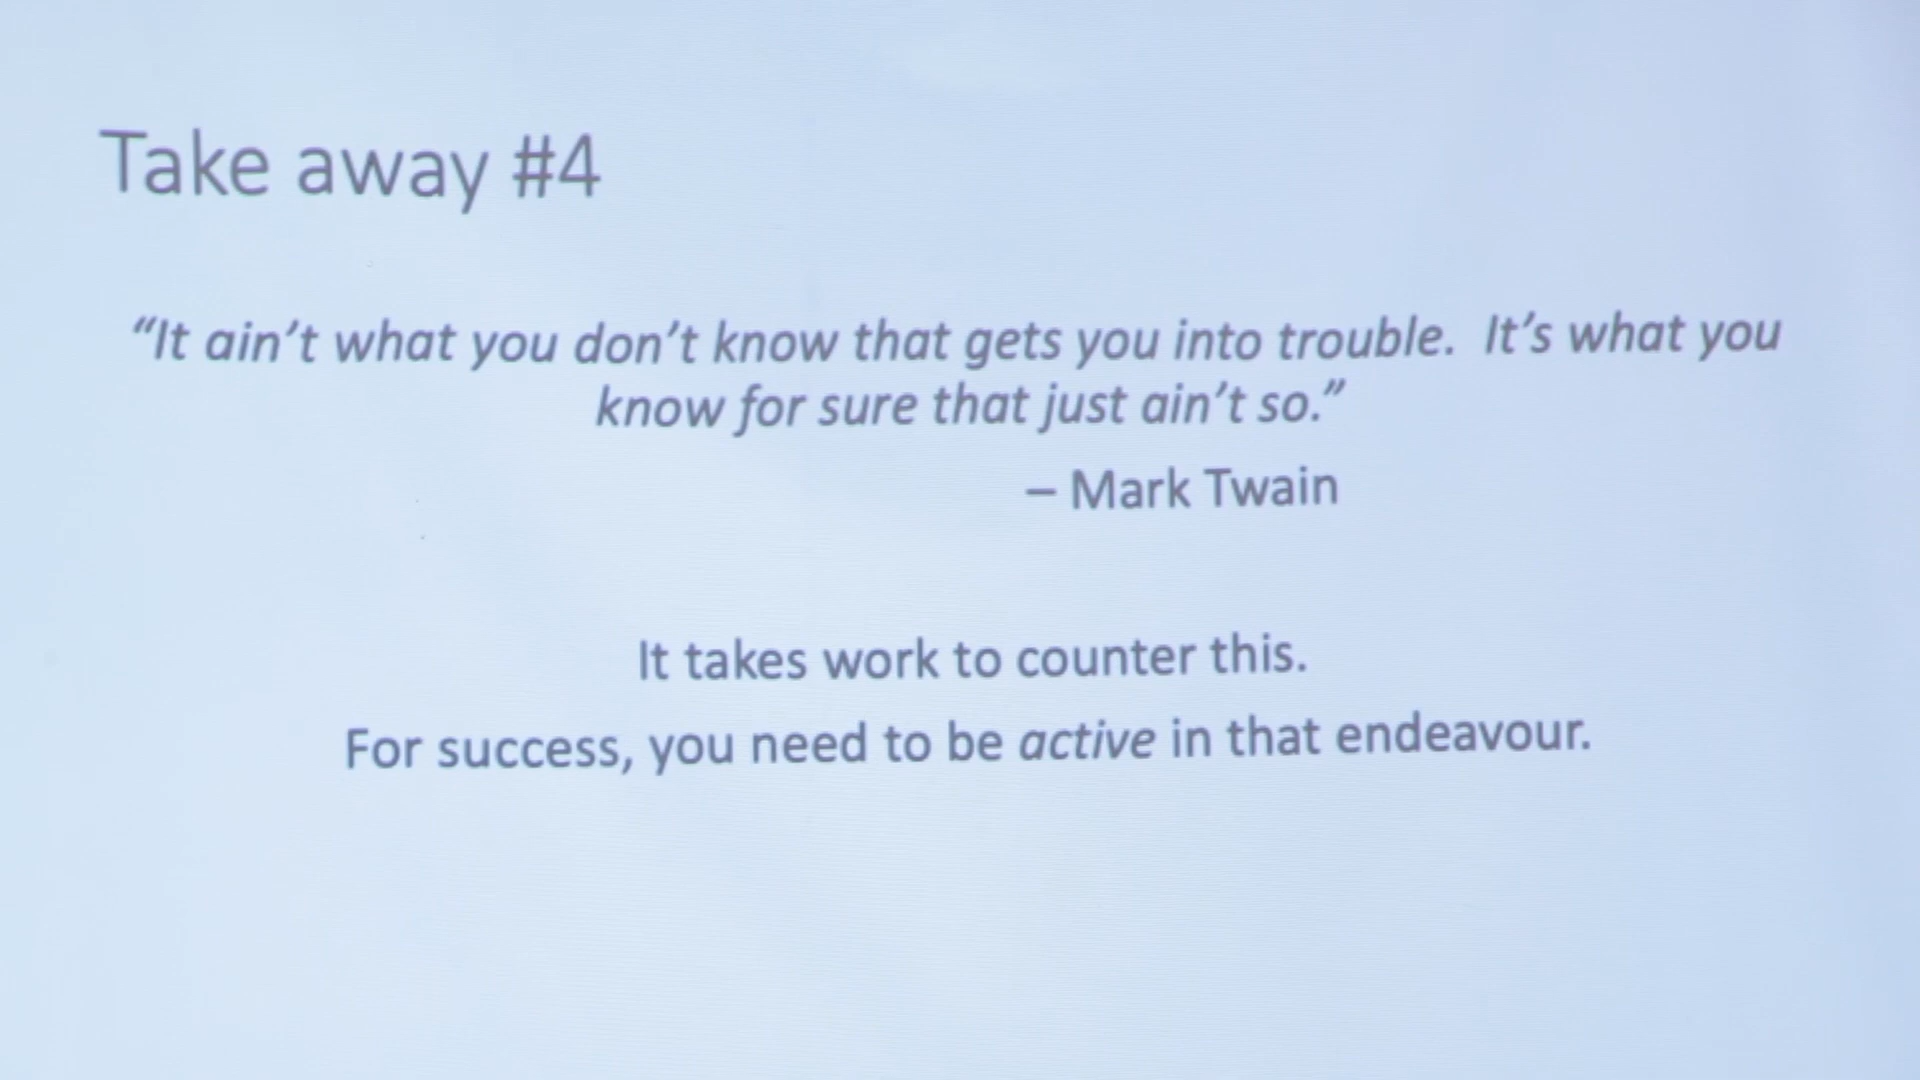 Take away #4
“It ain’t what you don’t know that gets you into trouble.  It’s what you
know for sure that just ain’t so.”
– Mark Twain
It takes work to counter this.
For success, you need to be active in that endeavour.